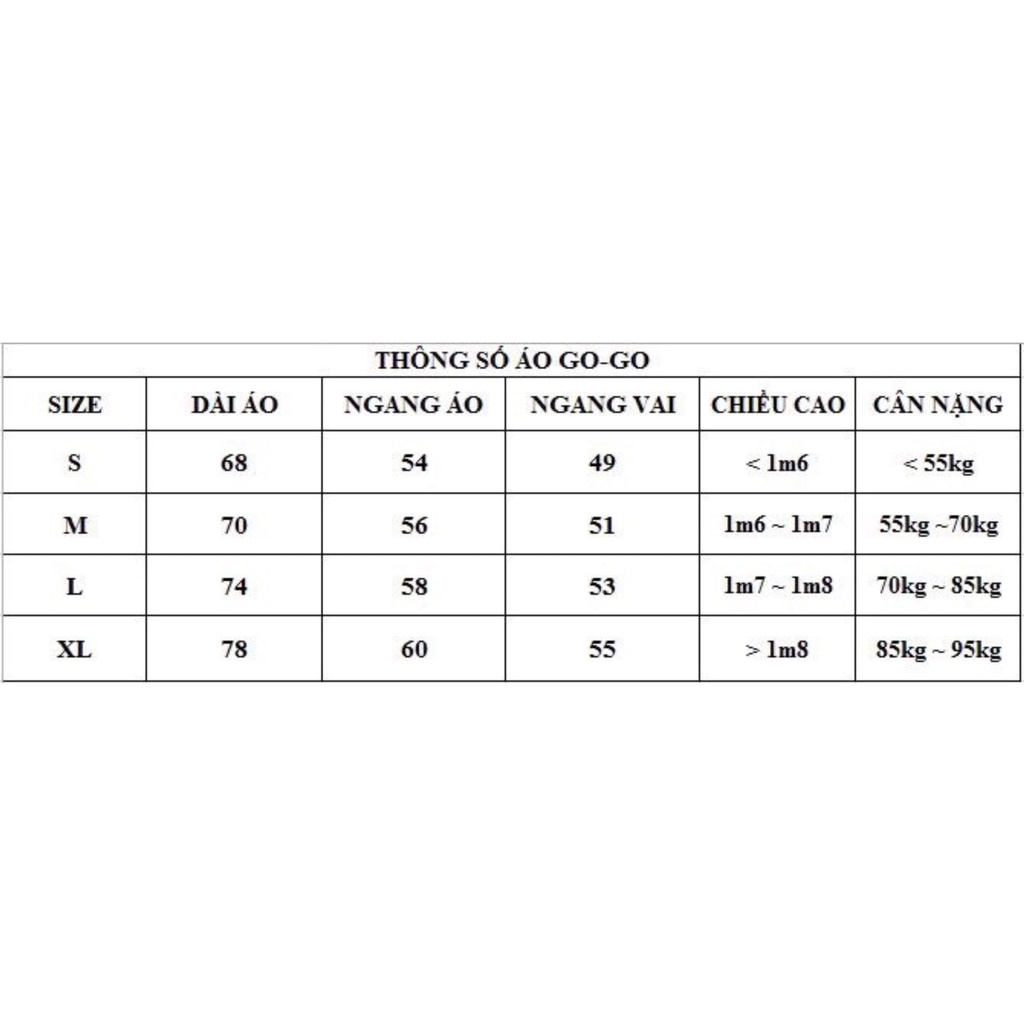 THÔNG SỐ ÁO GO-GO
SIZE DÀI ÁO NGANG ÁO NGANG VAI CHIỀU CAO CÂN NẶNG
S 68 54 49 < 1m6 < 55kg
M 70 56 51 1m6 ~ 1m7 55kg ~70kg
L 74 58 53 1m7 ~ 1m8 70kg ~ 85kg
XL 78 60 55 > 1m8 85kg ~ 95kg